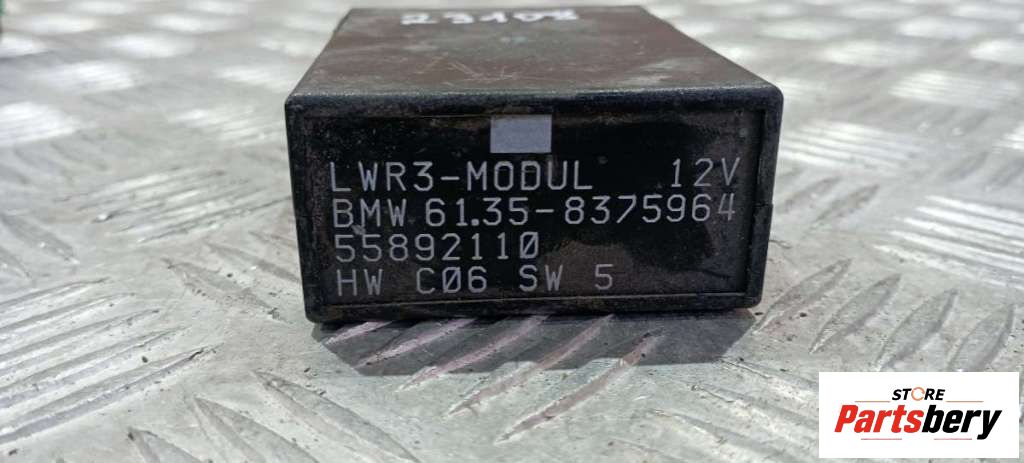 LWR3-MODUL 12V
BMW 61.35-8375964
55892110
HW C06 SW 5
STORE
Partsbery